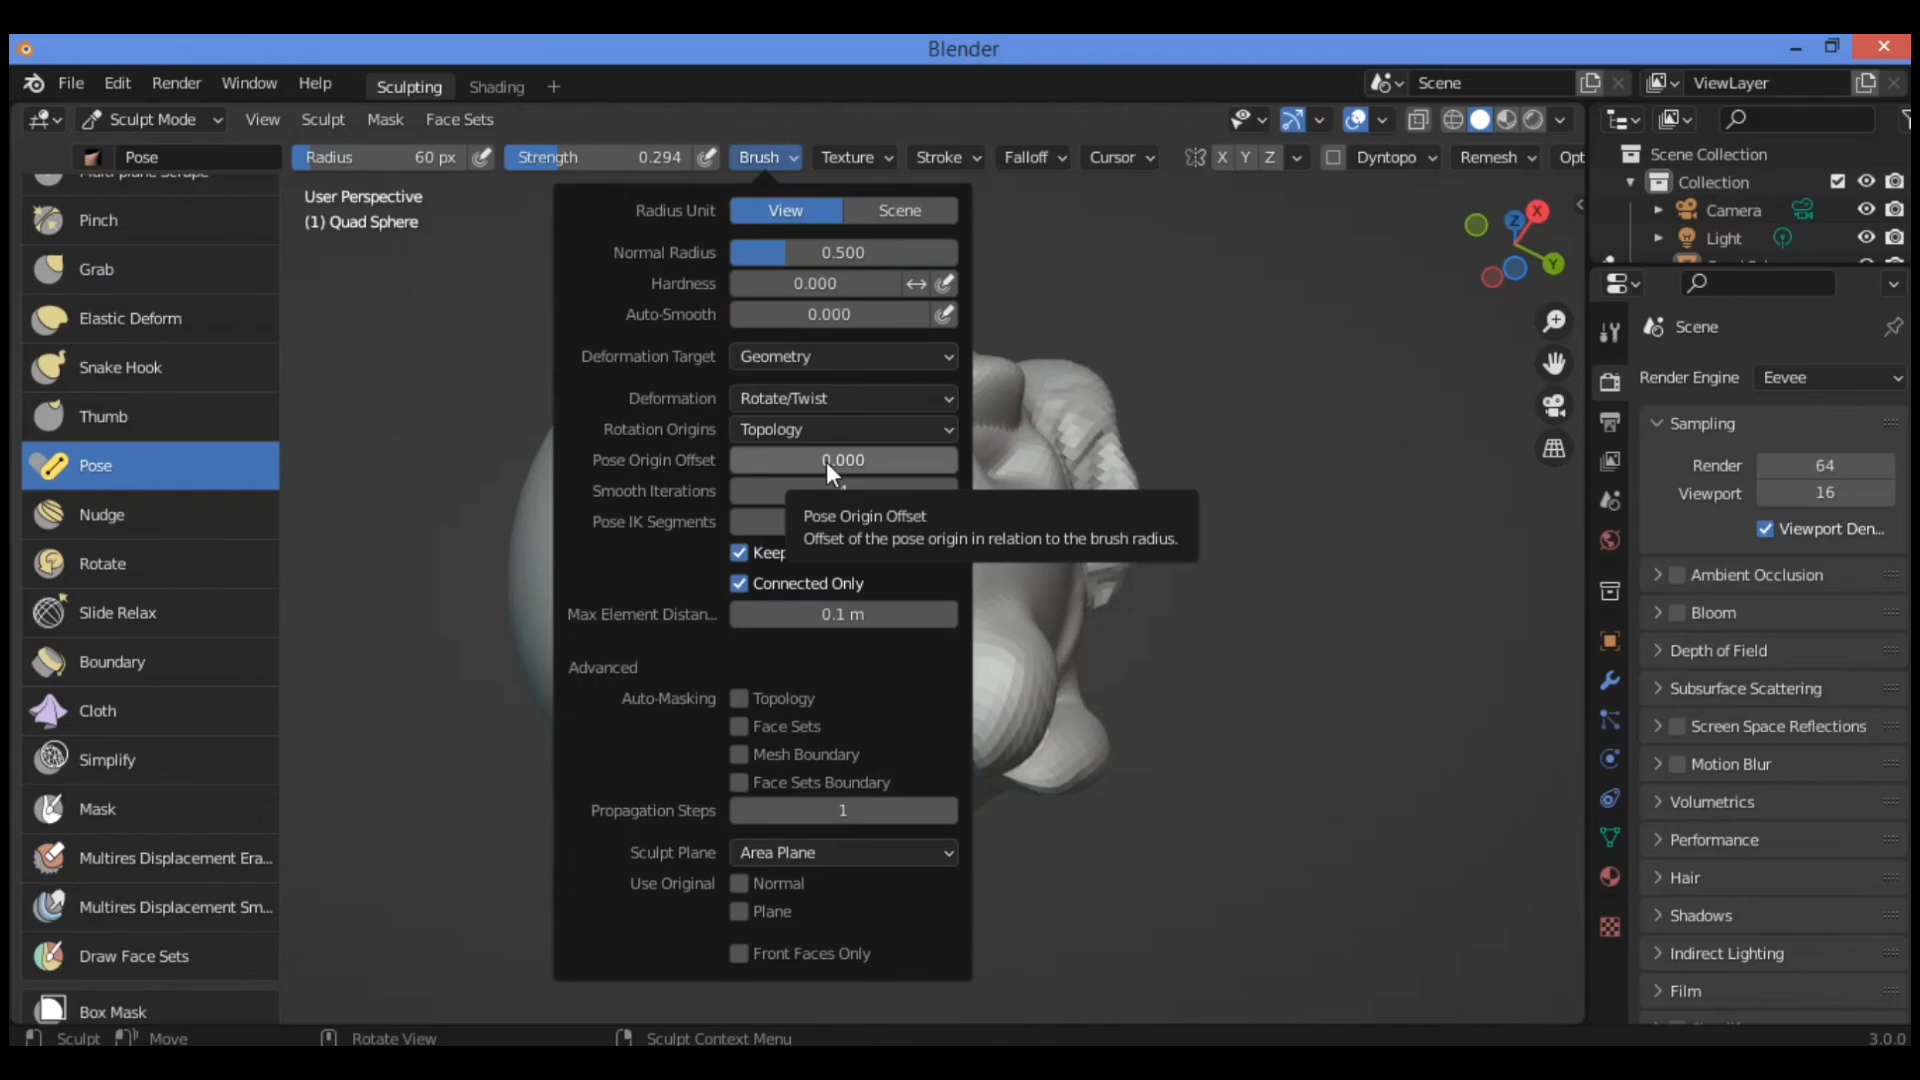 Blender
File Edit Render Window Help Sculpting Shading + Scene ViewLayer
Sculpt Mode View Sculpt Mask Face Sets
Pose Radius 60 px Strength 0.294 Brush Texture Stroke Falloff Cursor X Y Z Dyntopo Remesh Opt
User Perspective
(1) Quad Sphere
Pinch
Grab
Elastic Deform
Snake Hook
Thumb
Pose
Nudge
Rotate
Slide Relax
Boundary
Cloth
Simplify
Mask
Multires Displacement Era...
Multires Displacement Sm...
Draw Face Sets
Box Mask
Radius Unit View Scene
Normal Radius 0.500
Hardness 0.000
Auto-Smooth 0.000
Deformation Target Geometry
Deformation Rotate/Twist
Rotation Origins Topology
Pose Origin Offset 0.000
Smooth Iterations
Pose IK Segments
Keep
Connected Only
Max Element Distan... 0.1 m
Pose Origin Offset
Offset of the pose origin in relation to the brush radius.
Advanced
Auto-Masking Topology
Face Sets
Mesh Boundary
Face Sets Boundary
Propagation Steps 1
Sculpt Plane Area Plane
Use Original Normal
Plane
Front Faces Only
X
Z
Y
Scene Collection
Collection
Camera
Light
Scene
Render Engine Eevee
Sampling
Render 64
Viewport 16
Viewport Den...
Ambient Occlusion
Bloom
Depth of Field
Subsurface Scattering
Screen Space Reflections
Motion Blur
Volumetrics
Performance
Hair
Shadows
Indirect Lighting
Film
Sculpt Move Rotate View Sculpt Context Menu 3.0.0